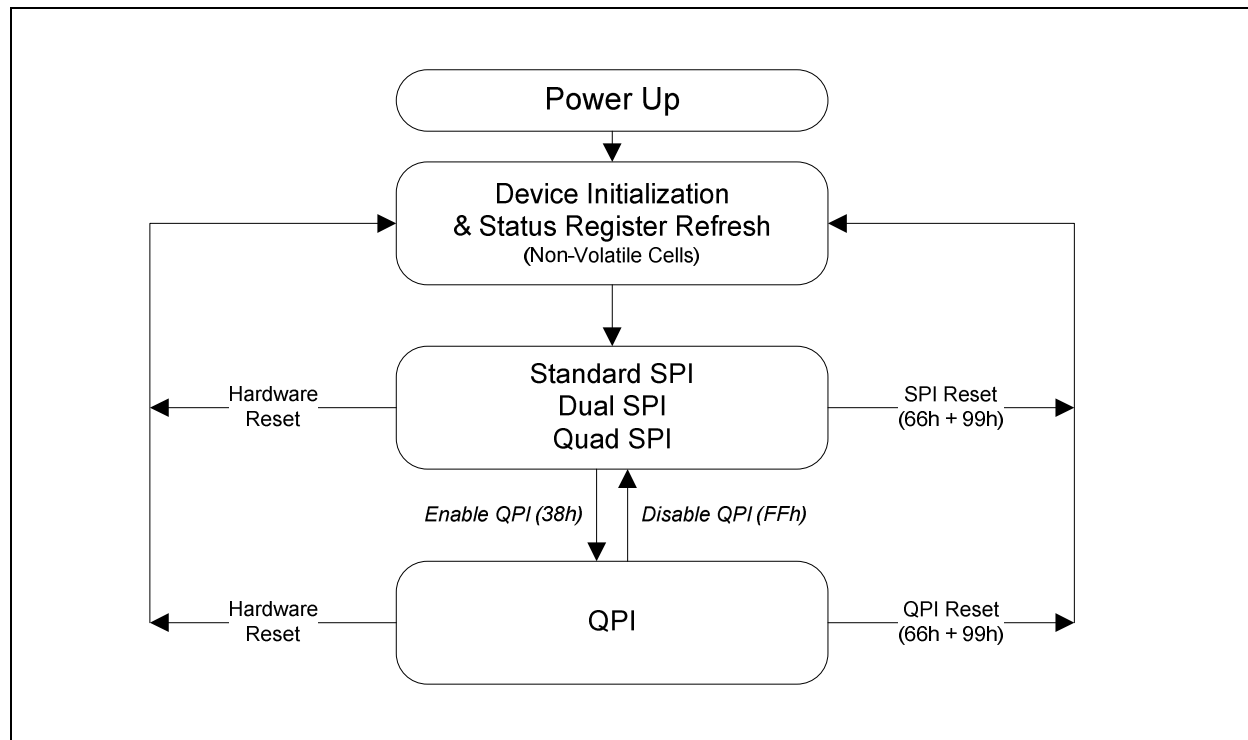 Power Up
Device Initialization
& Status Register Refresh
(Non-Volatile Cells)
Standard SPI
Dual SPI
Quad SPI
Hardware
Reset
SPI Reset
(66h + 99h)
Enable QPI (38h)
Disable QPI (FFh)
QPI
Hardware
Reset
QPI Reset
(66h + 99h)